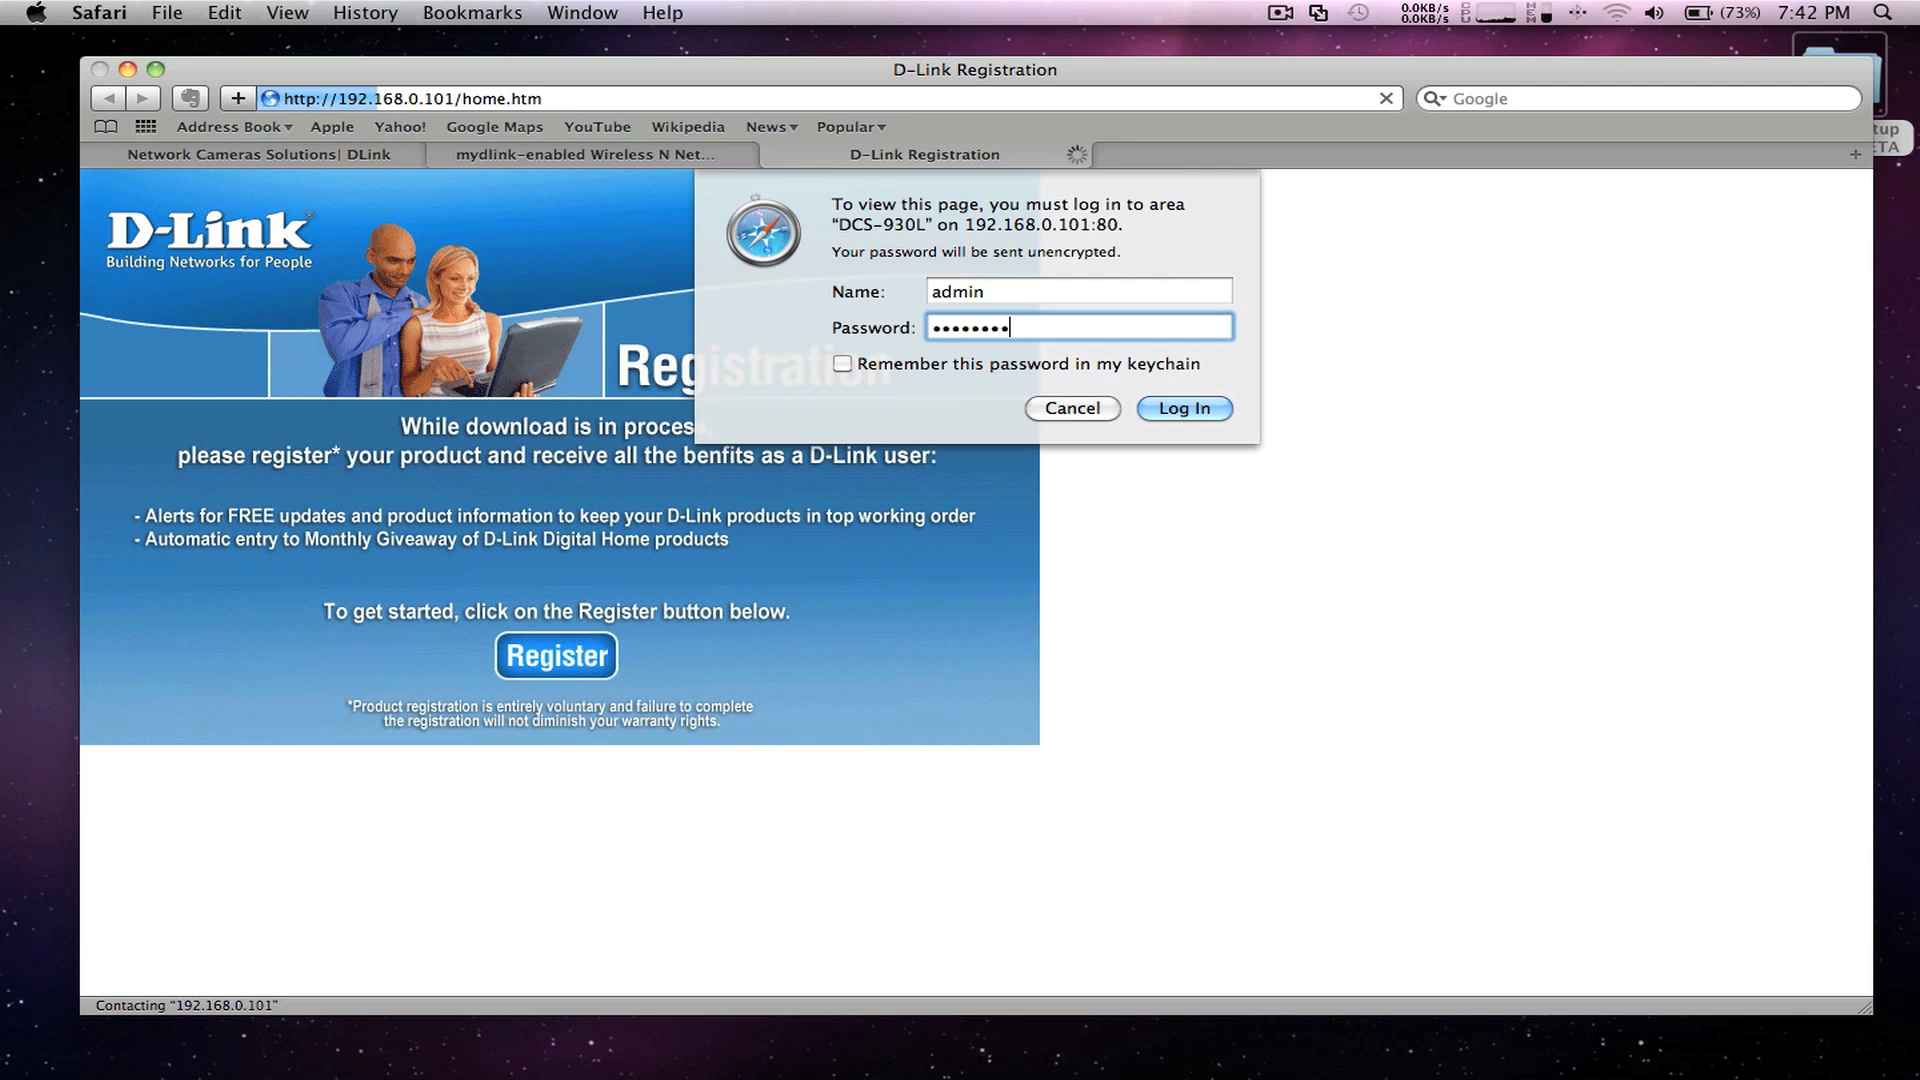 Safari File Edit View History Bookmarks Window Help
0.0KB/s
0.0KB/s
CPU
MEM
(73%) 7:42 PM
D-Link Registration
http://192.168.0.101/home.htm
Google
Address Book Apple Yahoo! Google Maps YouTube Wikipedia News Popular
Network Cameras Solutions| DLink
mydlink-enabled Wireless N Net...
D-Link Registration
tup
ETA
D-Link
Building Networks for People
Registration
To view this page, you must log in to area
"DCS-930L" on 192.168.0.101:80.
Your password will be sent unencrypted.
Name: admin
Password: ••••••••
Remember this password in my keychain
Cancel Log In
While download is in proces
please register* your product and receive all the benfits as a D-Link user:
- Alerts for FREE updates and product information to keep your D-Link products in top working order
- Automatic entry to Monthly Giveaway of D-Link Digital Home products
To get started, click on the Register button below.
Register
*Product registration is entirely voluntary and failure to complete
the registration will not diminish your warranty rights.
Contacting "192.168.0.101"